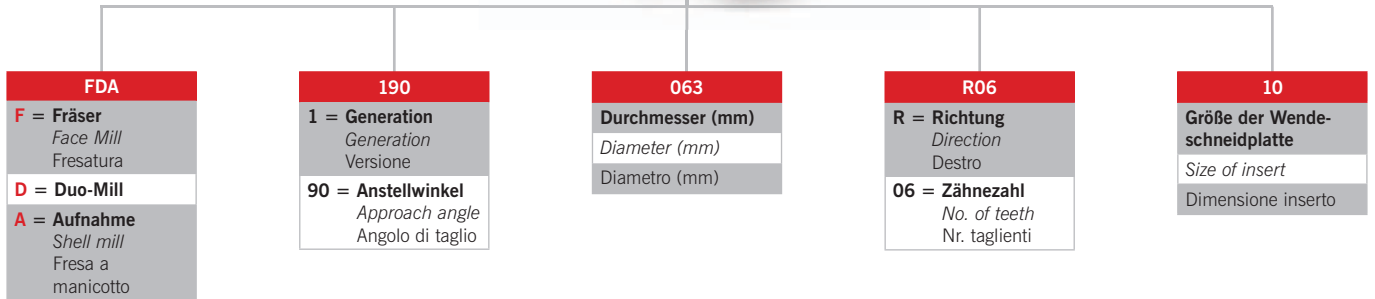 FDA
F = Fräser
Face Mill
Fresatura
D = Duo-Mill
A = Aufnahme
Shell mill
Fresa a
manicotto
190
1 = Generation
Generation
Versione
90 = Anstellwinkel
Approach angle
Angolo di taglio
063
Durchmesser (mm)
Diameter (mm)
Diametro (mm)
R06
R = Richtung
Direction
Destro
06 = Zähnezahl
No. of teeth
Nr. taglienti
10
Größe der Wende-
schneidplatte
Size of insert
Dimensione inserto